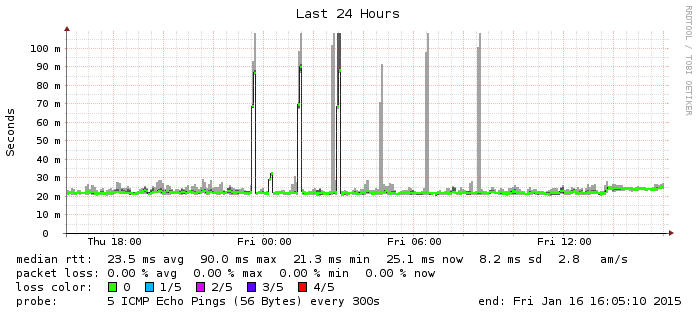 Last 24 Hours
RRDTOOL / TOBI OETIKER
Seconds
100 m
90 m
80 m
70 m
60 m
50 m
40 m
30 m
20 m
10 m
0
Thu 18:00 Fri 00:00 Fri 06:00 Fri 12:00
median rtt: 23.5 ms avg 90.0 ms max 21.3 ms min 25.1 ms now 8.2 ms sd 2.8 am/s
packet loss: 0.00 % avg 0.00 % max 0.00 % min 0.00 % now
loss color: 0 1/5 2/5 3/5 4/5
probe: 5 ICMP Echo Pings (56 Bytes) every 300s end: Fri Jan 16 16:05:10 2015